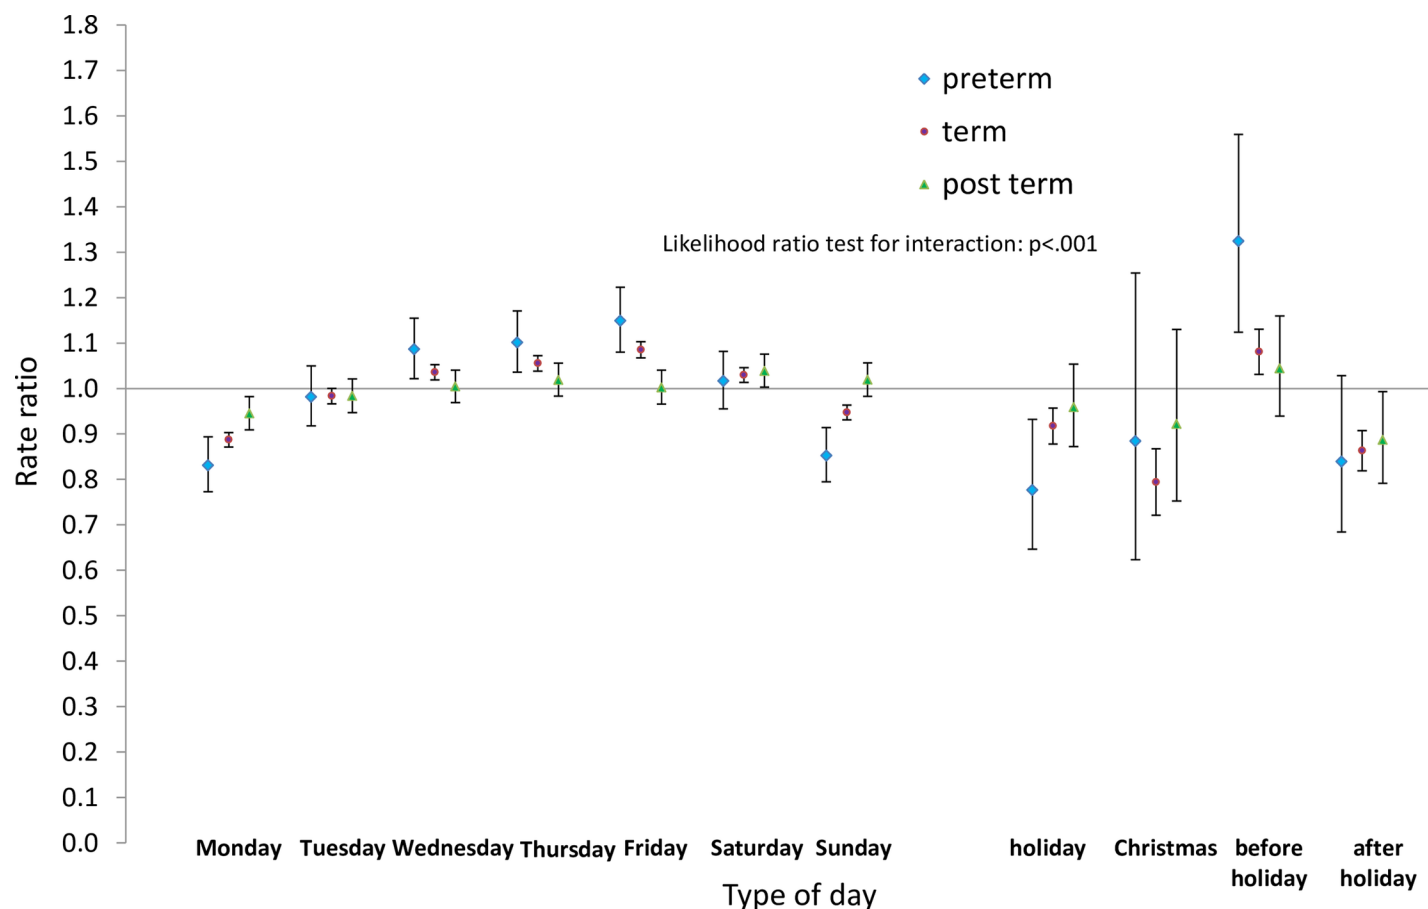 1.8
1.7
1.6
1.5
1.4
1.3
1.2
1.1
1.0
0.9
0.8
0.7
0.6
0.5
0.4
0.3
0.2
0.1
0.0
Rate ratio
preterm
term
post term
Likelihood ratio test for interaction: p<.001
Monday Tuesday Wednesday Thursday Friday Saturday Sunday holiday Christmas before after
holiday holiday
Type of day